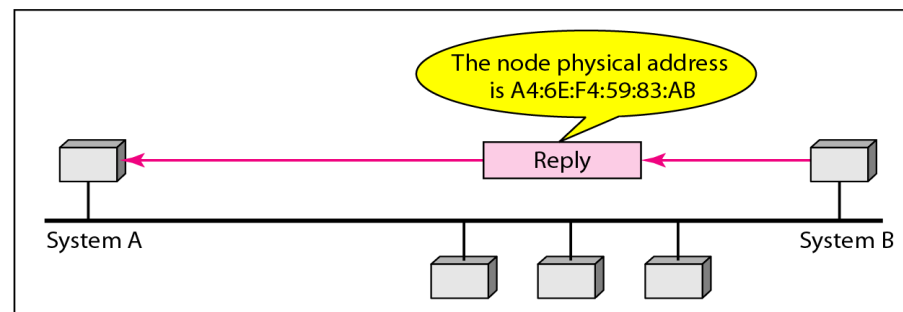 The node physical address
is A4:6E:F4:59:83:AB
Reply
System A
System B